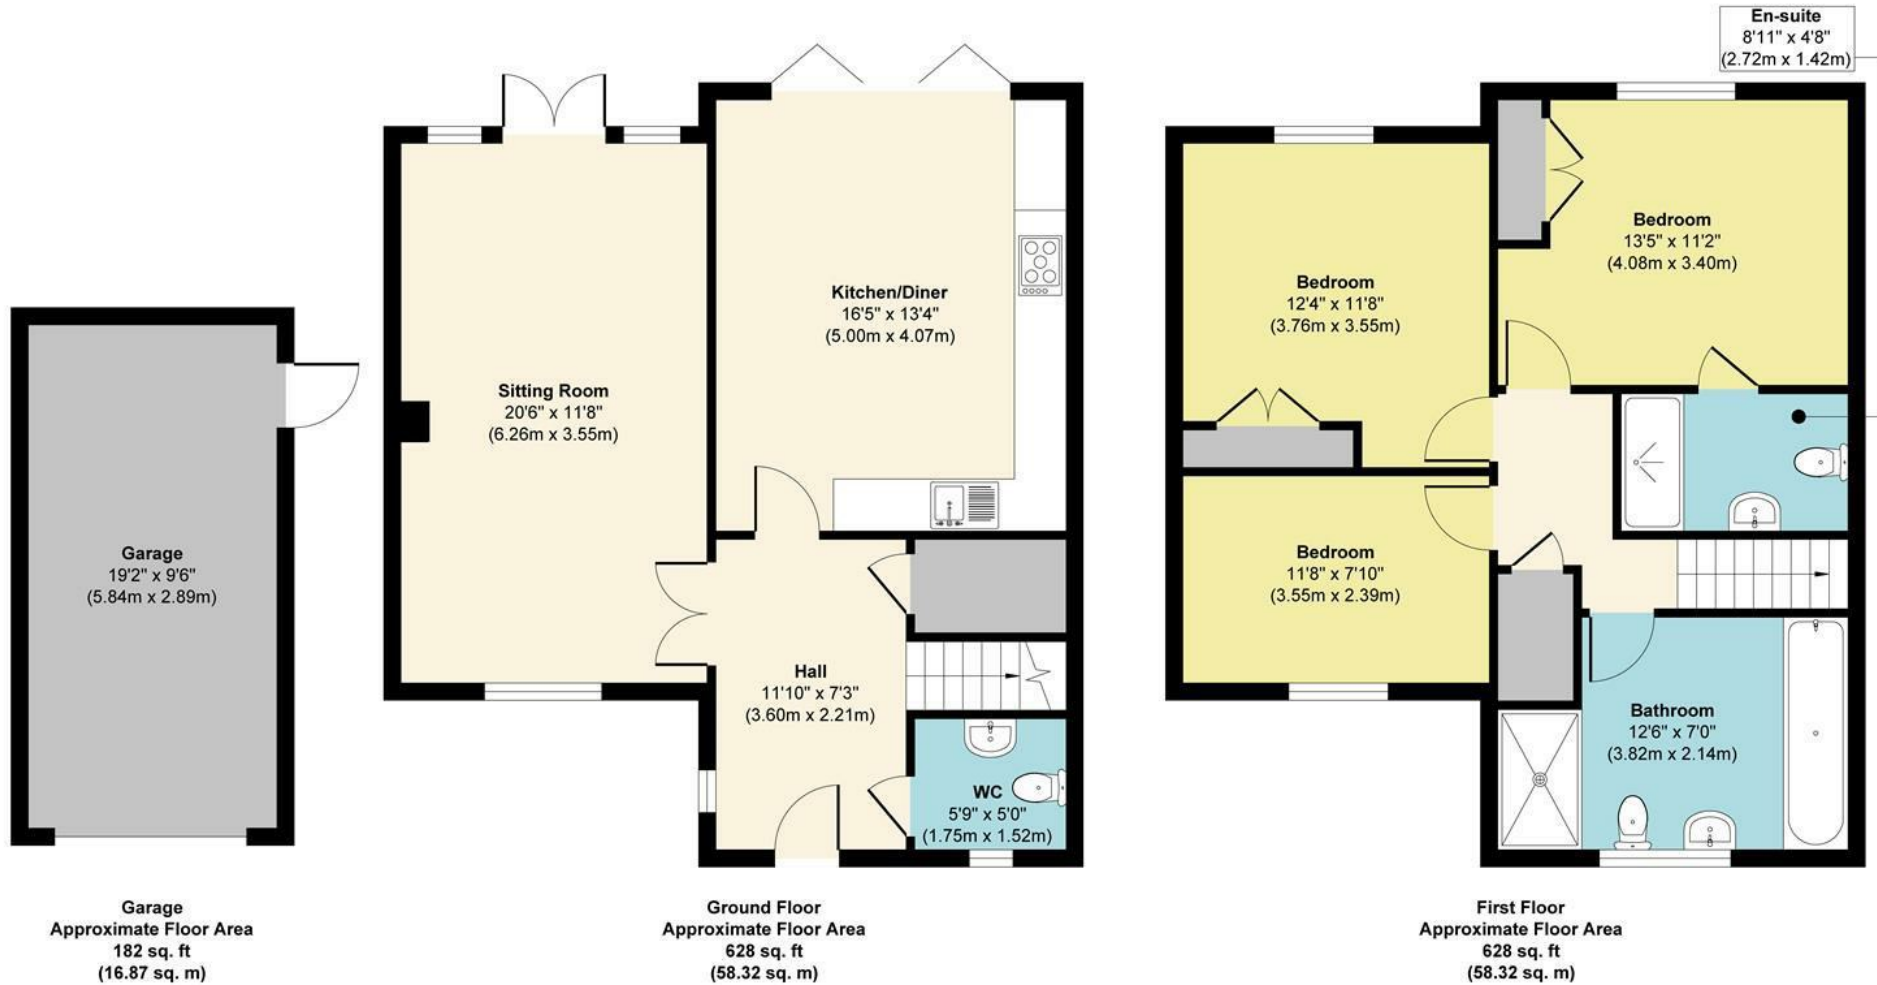 En-suite
8'11" x 4'8"
(2.72m x 1.42m)
Bedroom
13'5" x 11'2"
(4.08m x 3.40m)
Bedroom
12'4" x 11'8"
(3.76m x 3.55m)
Kitchen/Diner
16'5" x 13'4"
(5.00m x 4.07m)
Sitting Room
20'6" x 11'8"
(6.26m x 3.55m)
Garage
19'2" x 9'6"
(5.84m x 2.89m)
Bedroom
11'8" x 7'10"
(3.55m x 2.39m)
Hall
11'10" x 7'3"
(3.60m x 2.21m)
Bathroom
12'6" x 7'0"
(3.82m x 2.14m)
WC
5'9" x 5'0"
(1.75m x 1.52m)
Garage
Approximate Floor Area
182 sq. ft
(16.87 sq. m)
Ground Floor
Approximate Floor Area
628 sq. ft
(58.32 sq. m)
First Floor
Approximate Floor Area
628 sq. ft
(58.32 sq. m)